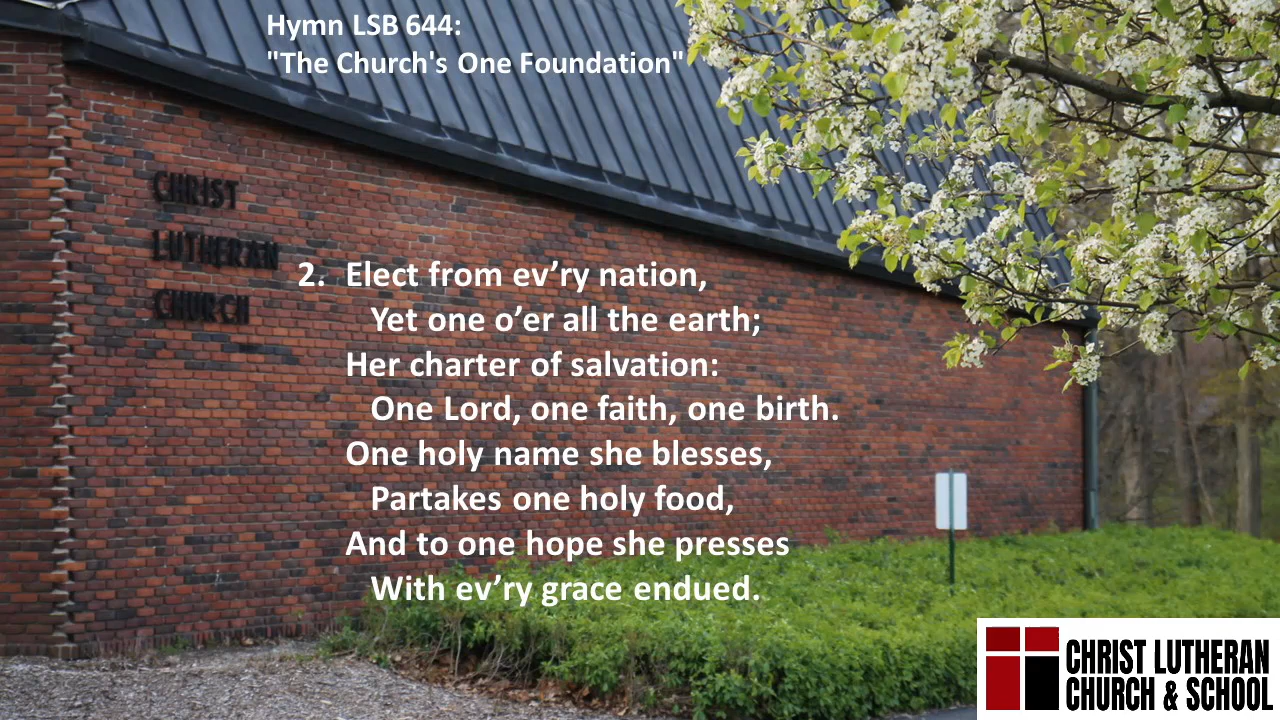 Hymn LSB 644:
"The Church's One Foundation"
CHRIST
LUTHERAN
CHURCH
2. Elect from ev’ry nation,
Yet one o’er all the earth;
Her charter of salvation:
One Lord, one faith, one birth.
One holy name she blesses,
Partakes one holy food,
And to one hope she presses
With ev’ry grace endued.
CHRIST LUTHERAN
CHURCH & SCHOOL